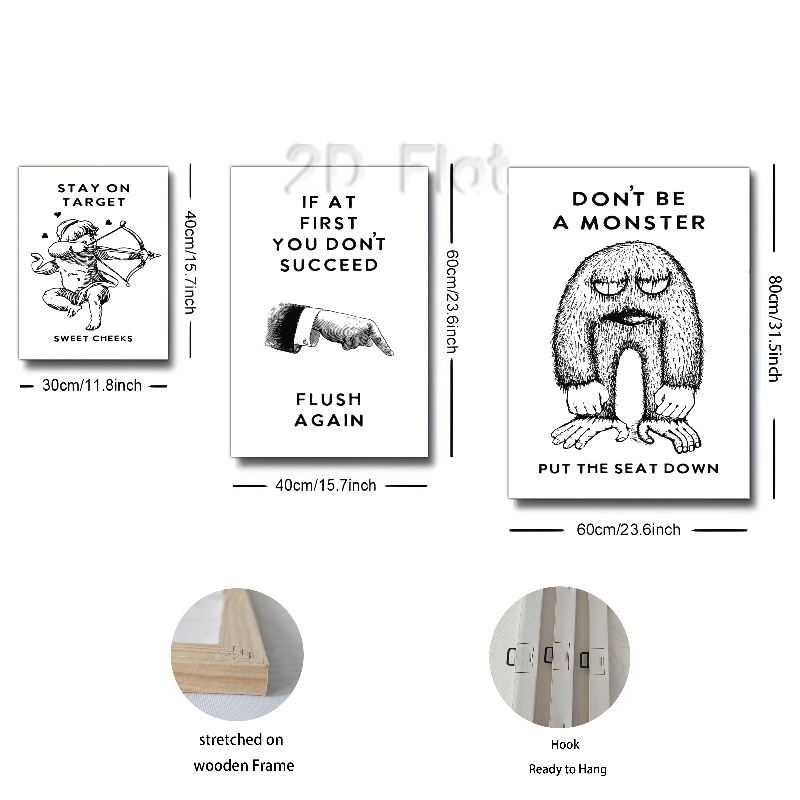 2D Flat
STAY ON
TARGET
SWEET CHEEKS
40cm/15.7inch
30cm/11.8inch
IF AT
FIRST
YOU DON'T
SUCCEED
FLUSH
AGAIN
60cm/23.6inch
40cm/15.7inch
DON'T BE
A MONSTER
PUT THE SEAT DOWN
80cm/31.5inch
60cm/23.6inch
stretched on
wooden Frame
Hook
Ready to Hang